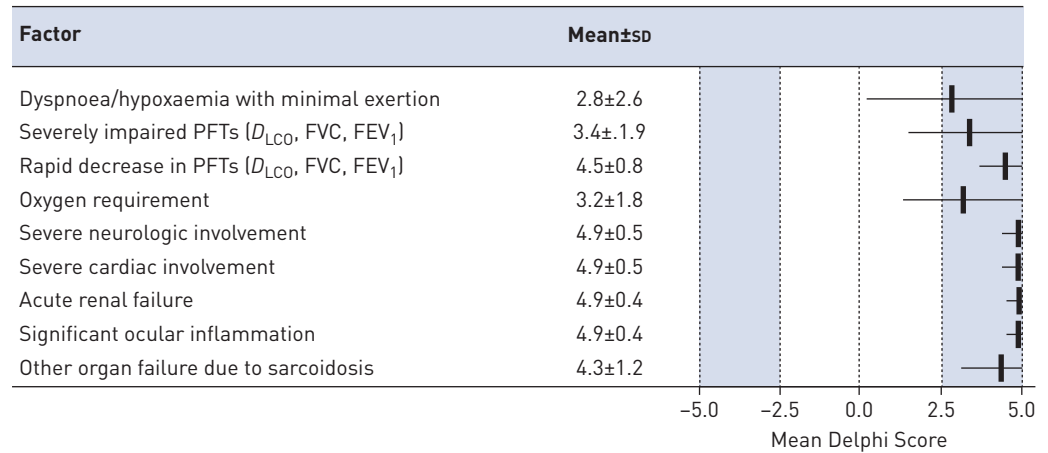 Factor Mean±SD
Dyspnoea/hypoxaemia with minimal exertion 2.8±2.6
Severely impaired PFTs (DLCO, FVC, FEV1) 3.4±.1.9
Rapid decrease in PFTs (DLCO, FVC, FEV1) 4.5±0.8
Oxygen requirement 3.2±1.8
Severe neurologic involvement 4.9±0.5
Severe cardiac involvement 4.9±0.5
Acute renal failure 4.9±0.4
Significant ocular inflammation 4.9±0.4
Other organ failure due to sarcoidosis 4.3±1.2
−5.0 −2.5 0.0 2.5 5.0
Mean Delphi Score